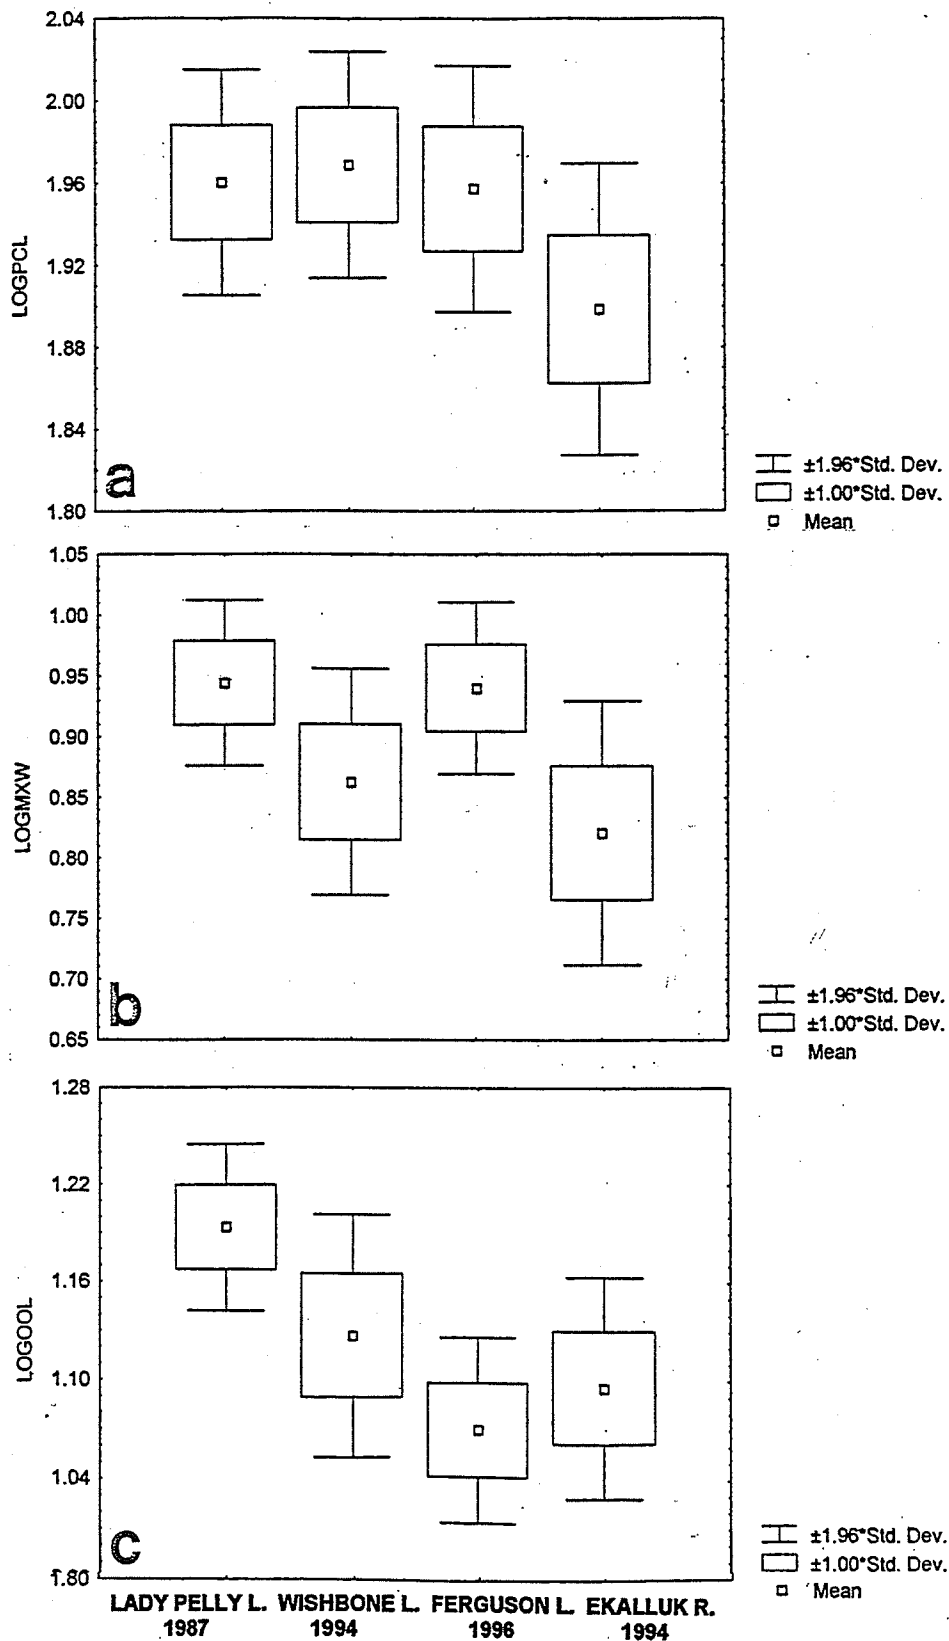 2.04
2.00
1.96
1.92
1.88
1.84
1.80
LOGPCL
a
±1.96*Std. Dev.
±1.00*Std. Dev.
Mean
1.05
1.00
0.95
0.90
0.85
0.80
0.75
0.70
0.65
LOGMXW
b
±1.96*Std. Dev.
±1.00*Std. Dev.
Mean
1.28
1.22
1.16
1.10
1.04
1.80
LOGOOL
c
±1.96*Std. Dev.
±1.00*Std. Dev.
Mean
LADY PELLY L. WISHBONE L. FERGUSON L. EKALLUK R.
1987 1994 1996 1994